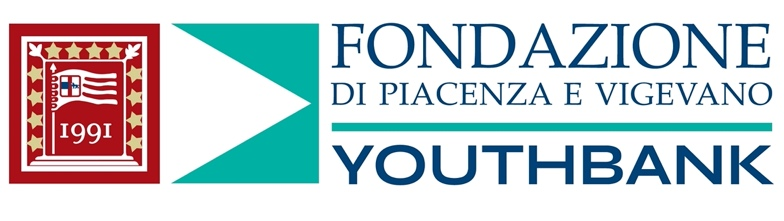 1991
FONDAZIONE
DI PIACENZA E VIGEVANO
YOUTHBANK